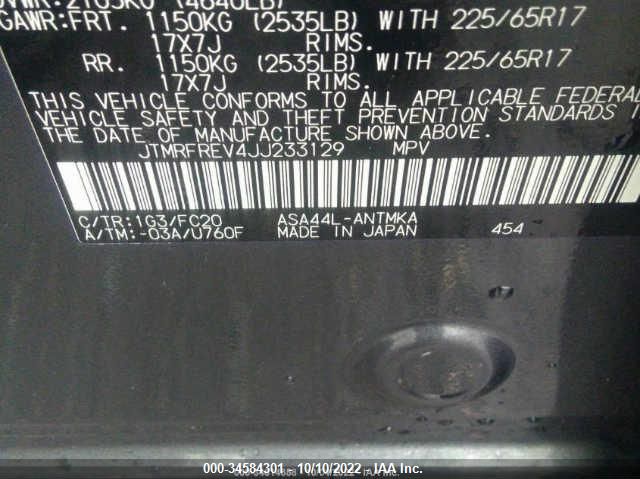 GVWR:2105KG (4640LB)
GAWR:FRT. 1150KG (2535LB) WITH 225/65R17
17X7J RIMS.
RR. 1150KG (2535LB) WITH 225/65R17
17X7J RIMS.
THIS VEHICLE CONFORMS TO ALL APPLICABLE FEDERAL
VEHICLE SAFETY AND THEFT PREVENTION STANDARDS I
THE DATE OF MANUFACTURE SHOWN ABOVE.
JTMRFREV4JJ233129 MPV
C/TR:1G3/FC20 ASA44L-ANTMKA
A/TM:-03A/U760F MADE IN JAPAN 454
000-34584301 - 10/10/2022 - IAA Inc.